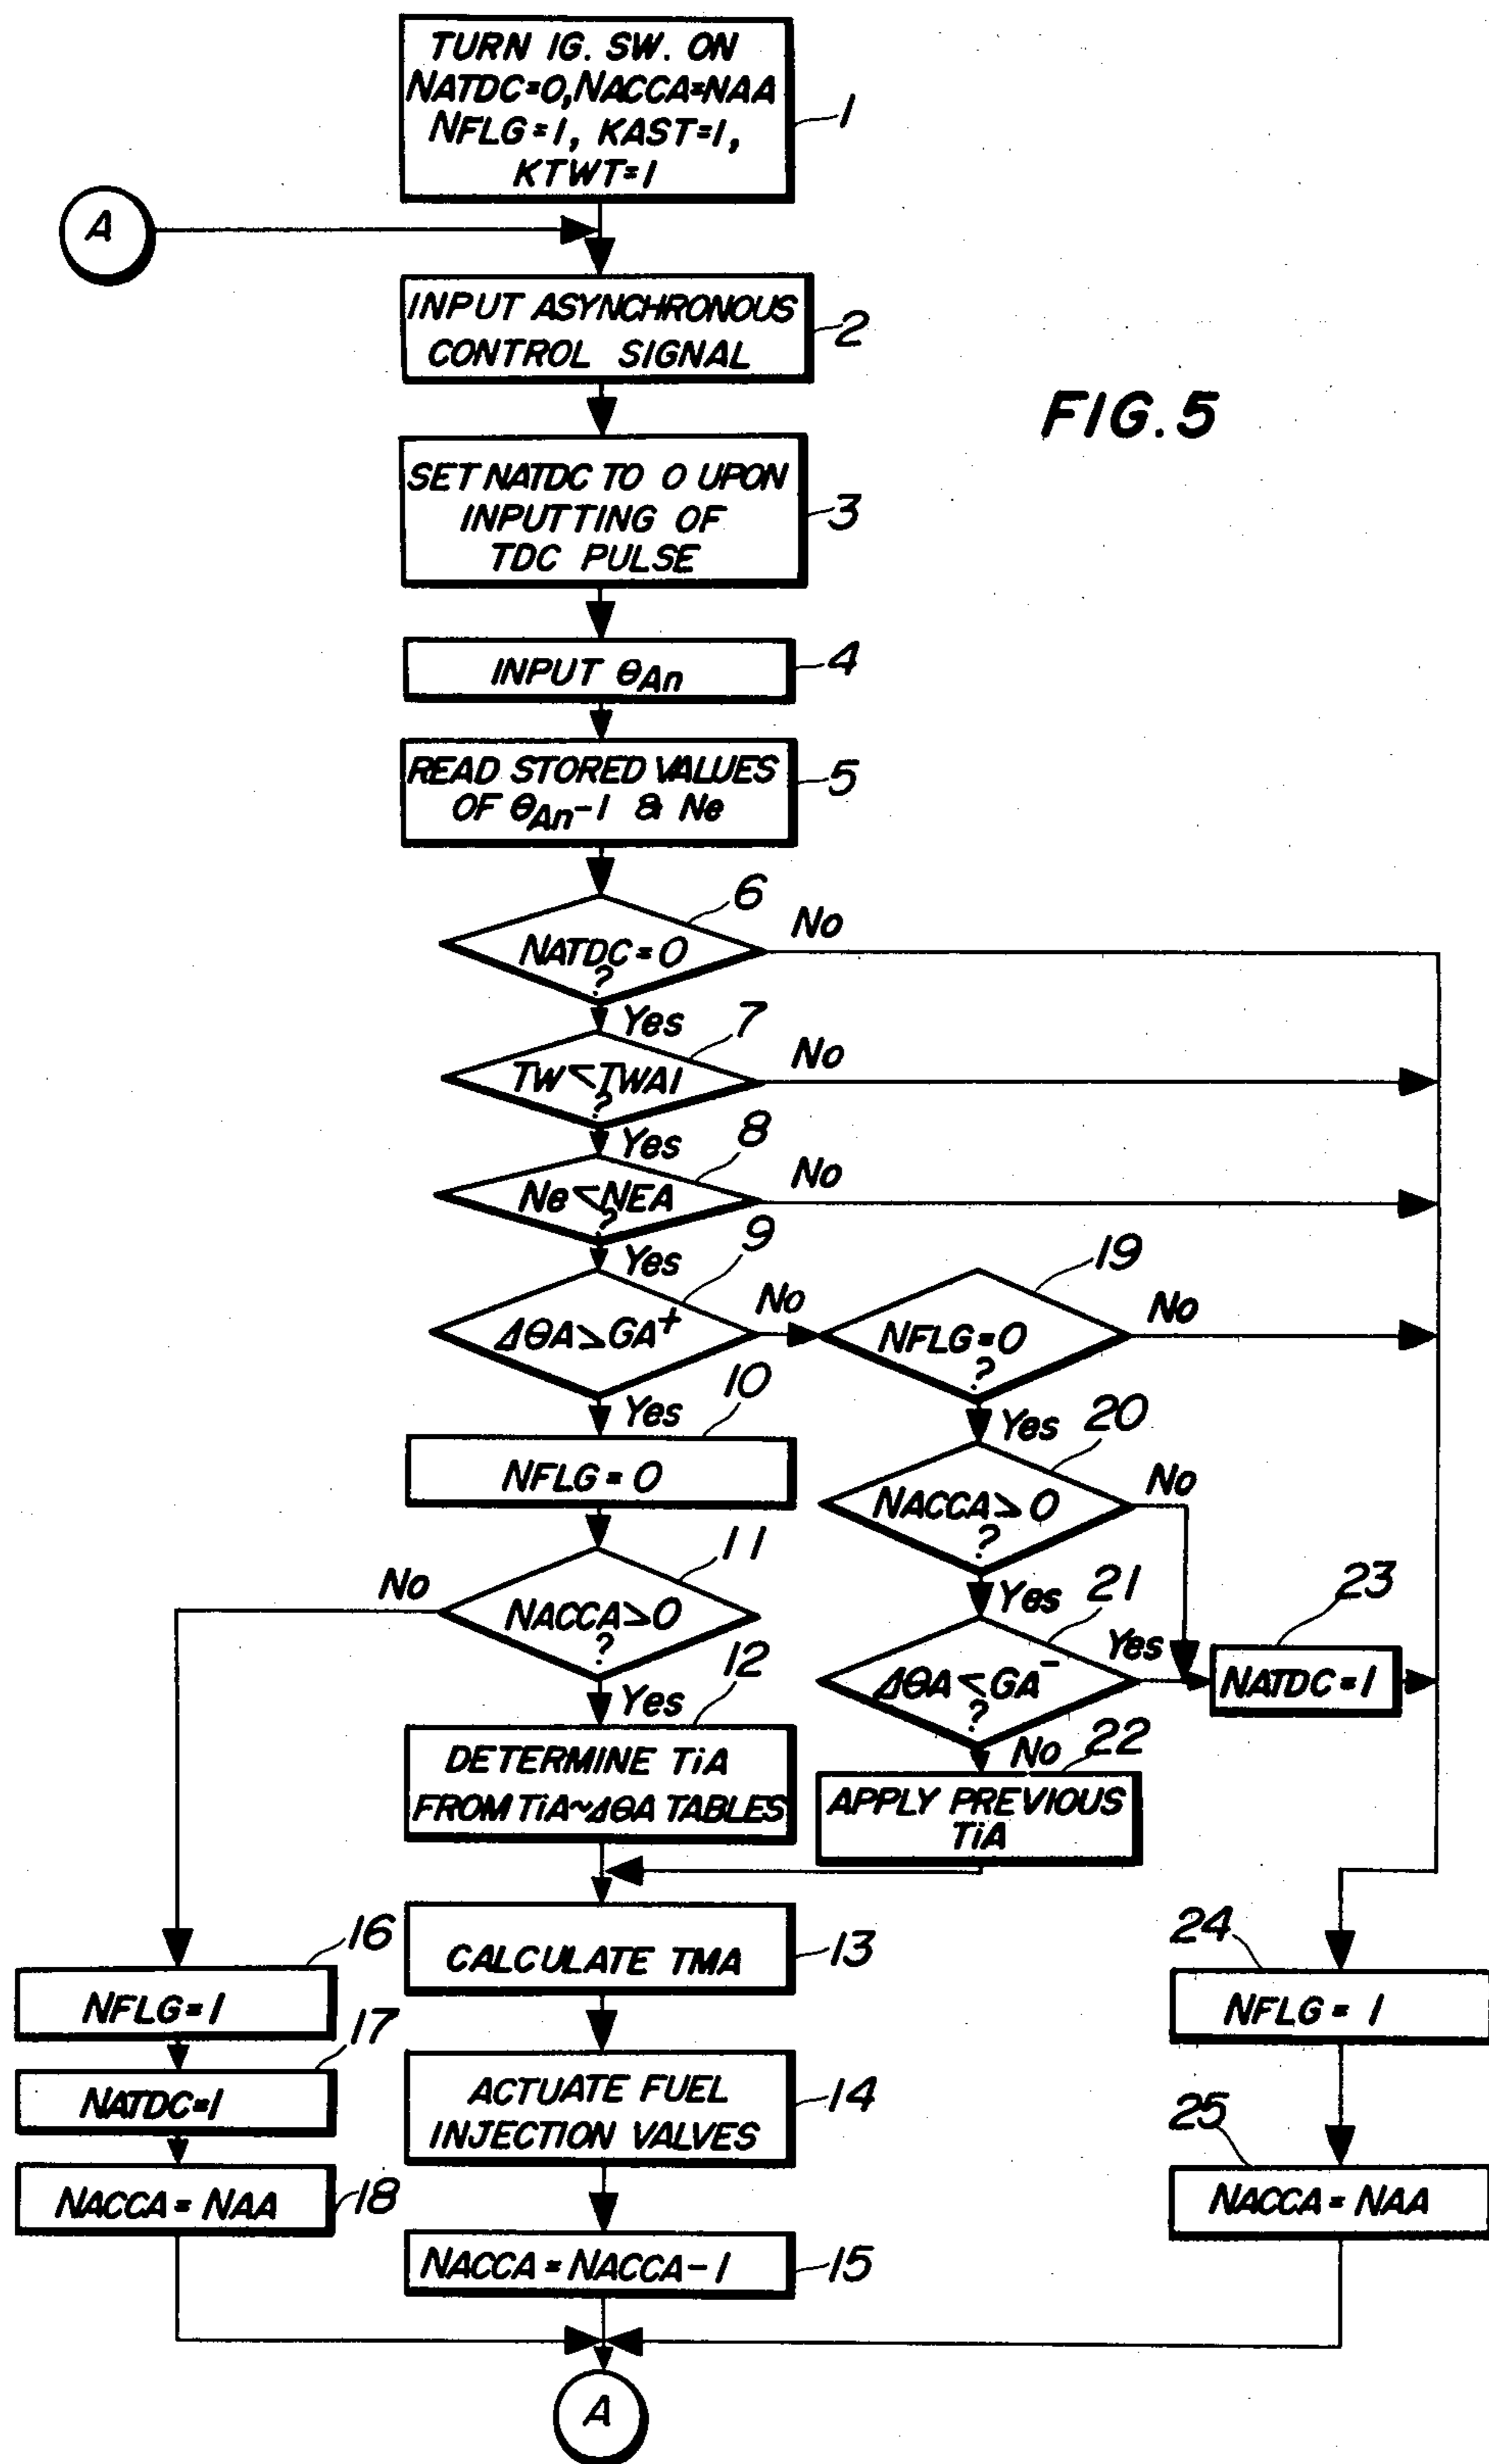 TURN IG. SW. ON
NATDC=0, NACCA=NAA
NFLG=1, KAST=1,
KTWT=1
1
A
INPUT ASYNCHRONOUS
CONTROL SIGNAL
2
FIG. 5
SET NATDC TO 0 UPON
INPUTTING OF
TDC PULSE
3
INPUT θAn
4
READ STORED VALUES
OF θAn-1 & Ne
5
6
NATDC=0
?
No
Yes
7
TW<TWA1
?
No
Yes
8
Ne<NEA
?
No
Yes
9
ΔθA>GA+
No
19
NFLG=0
?
No
Yes
10
NFLG=0
Yes
20
NACCA>0
?
No
11
NACCA>0
?
No
Yes
21
ΔθA<GA-
?
Yes
23
NATDC=1
Yes
12
DETERMINE TiA
FROM TiA~ΔθA TABLES
No
22
APPLY PREVIOUS
TiA
CALCULATE TMA
13
16
NFLG=1
24
NFLG=1
17
NATDC=1
ACTUATE FUEL
INJECTION VALVES
14
25
NACCA=NAA
NACCA=NAA
18
NACCA=NACCA-1
15
A